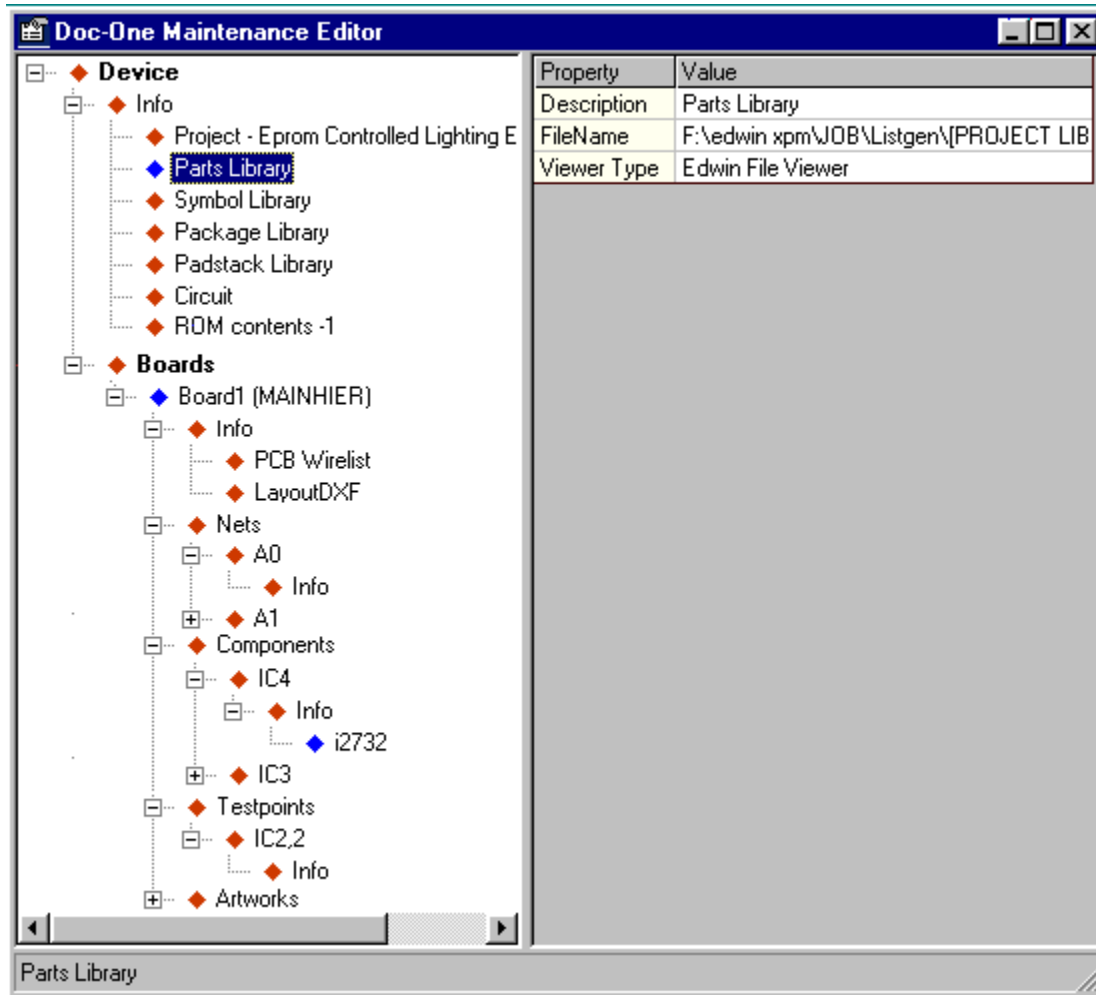 Doc-One Maintenance Editor
Device
Info
Project - Eprom Controlled Lighting E
Parts Library
Symbol Library
Package Library
Padstack Library
Circuit
ROM contents -1
Boards
Board1 (MAINHIER)
Info
PCB Wirelist
LayoutDXF
Nets
A0
Info
A1
Components
IC4
Info
i2732
IC3
Testpoints
IC2,2
Info
Artworks
Property Value
Description Parts Library
FileName F:\edwin xpm\JOB\Listgen\[PROJECT LIB
Viewer Type Edwin File Viewer
Parts Library